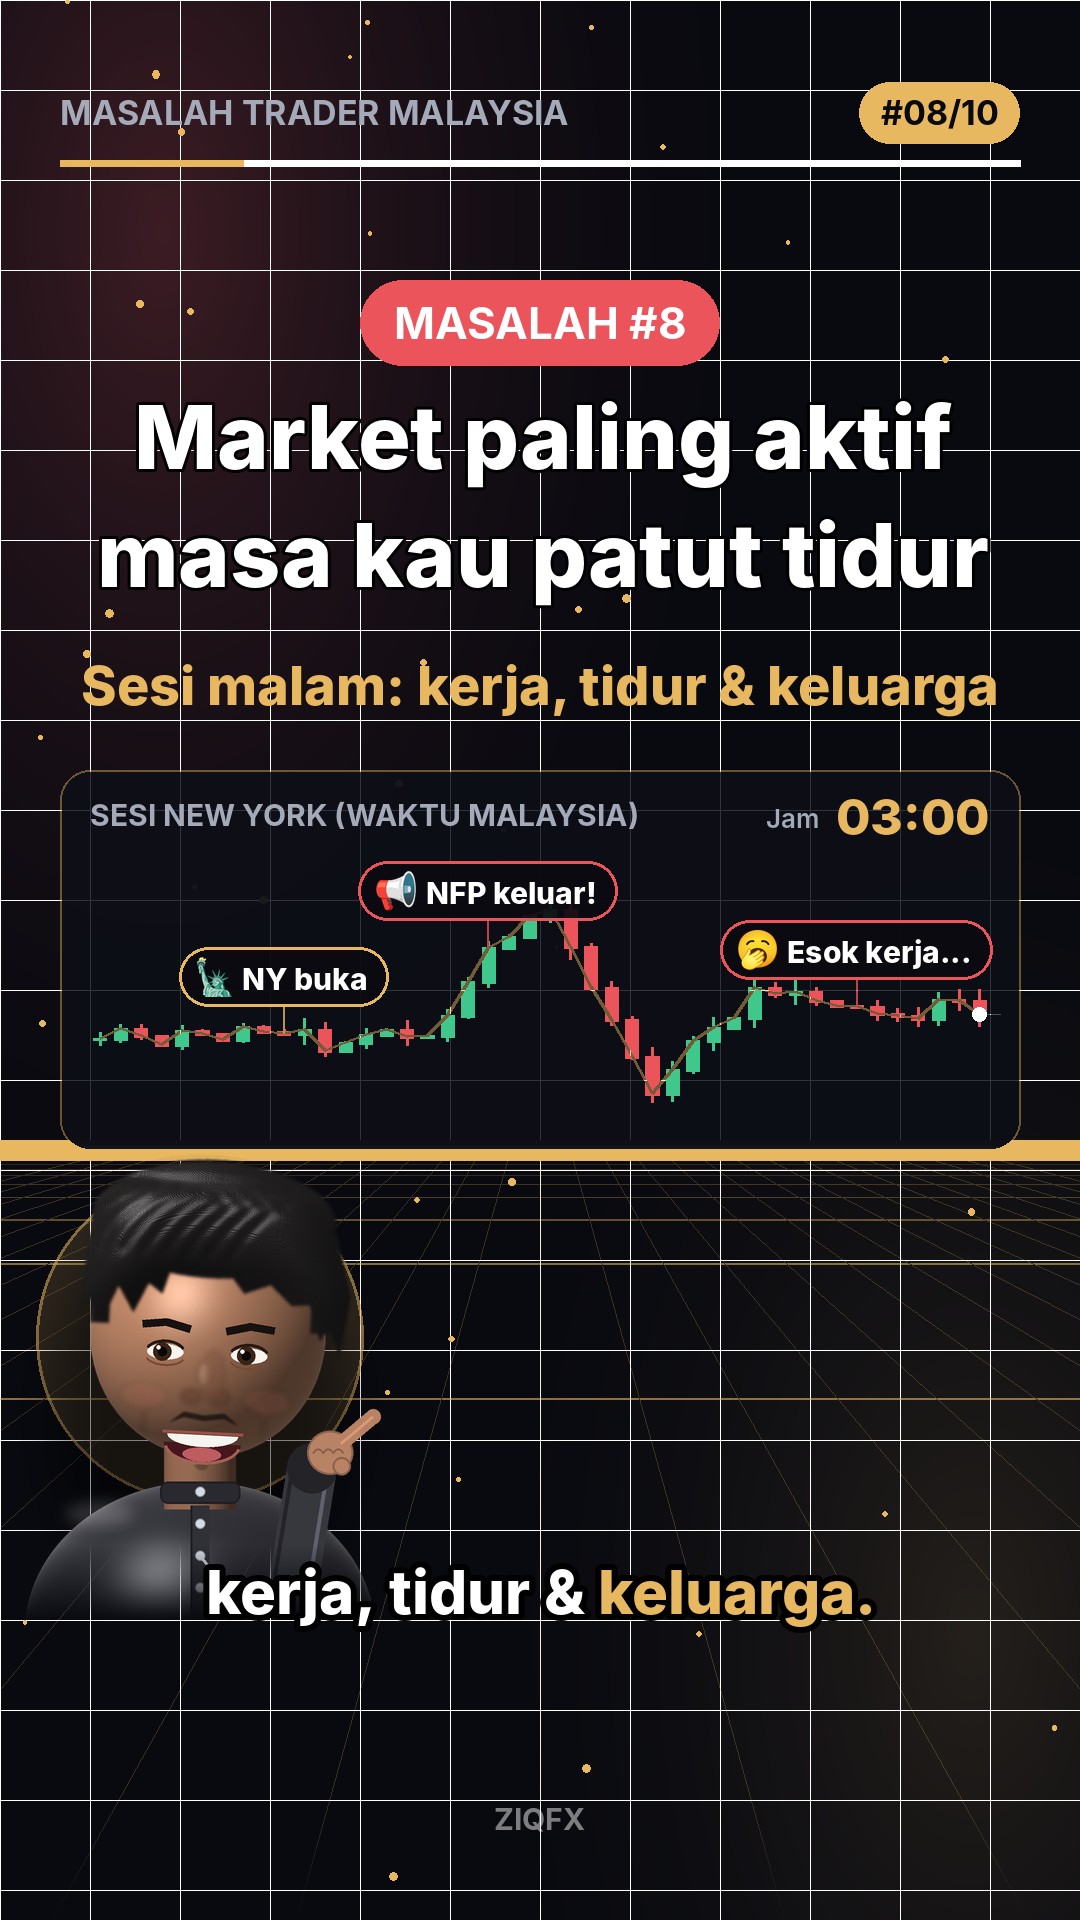 MASALAH TRADER MALAYSIA
#08/10
MASALAH #8
Market paling aktif
masa kau patut tidur
Sesi malam: kerja, tidur & keluarga
SESI NEW YORK (WAKTU MALAYSIA)
Jam 03:00
NFP keluar!
Esok kerja...
NY buka
kerja, tidur & keluarga.
ZIQFX